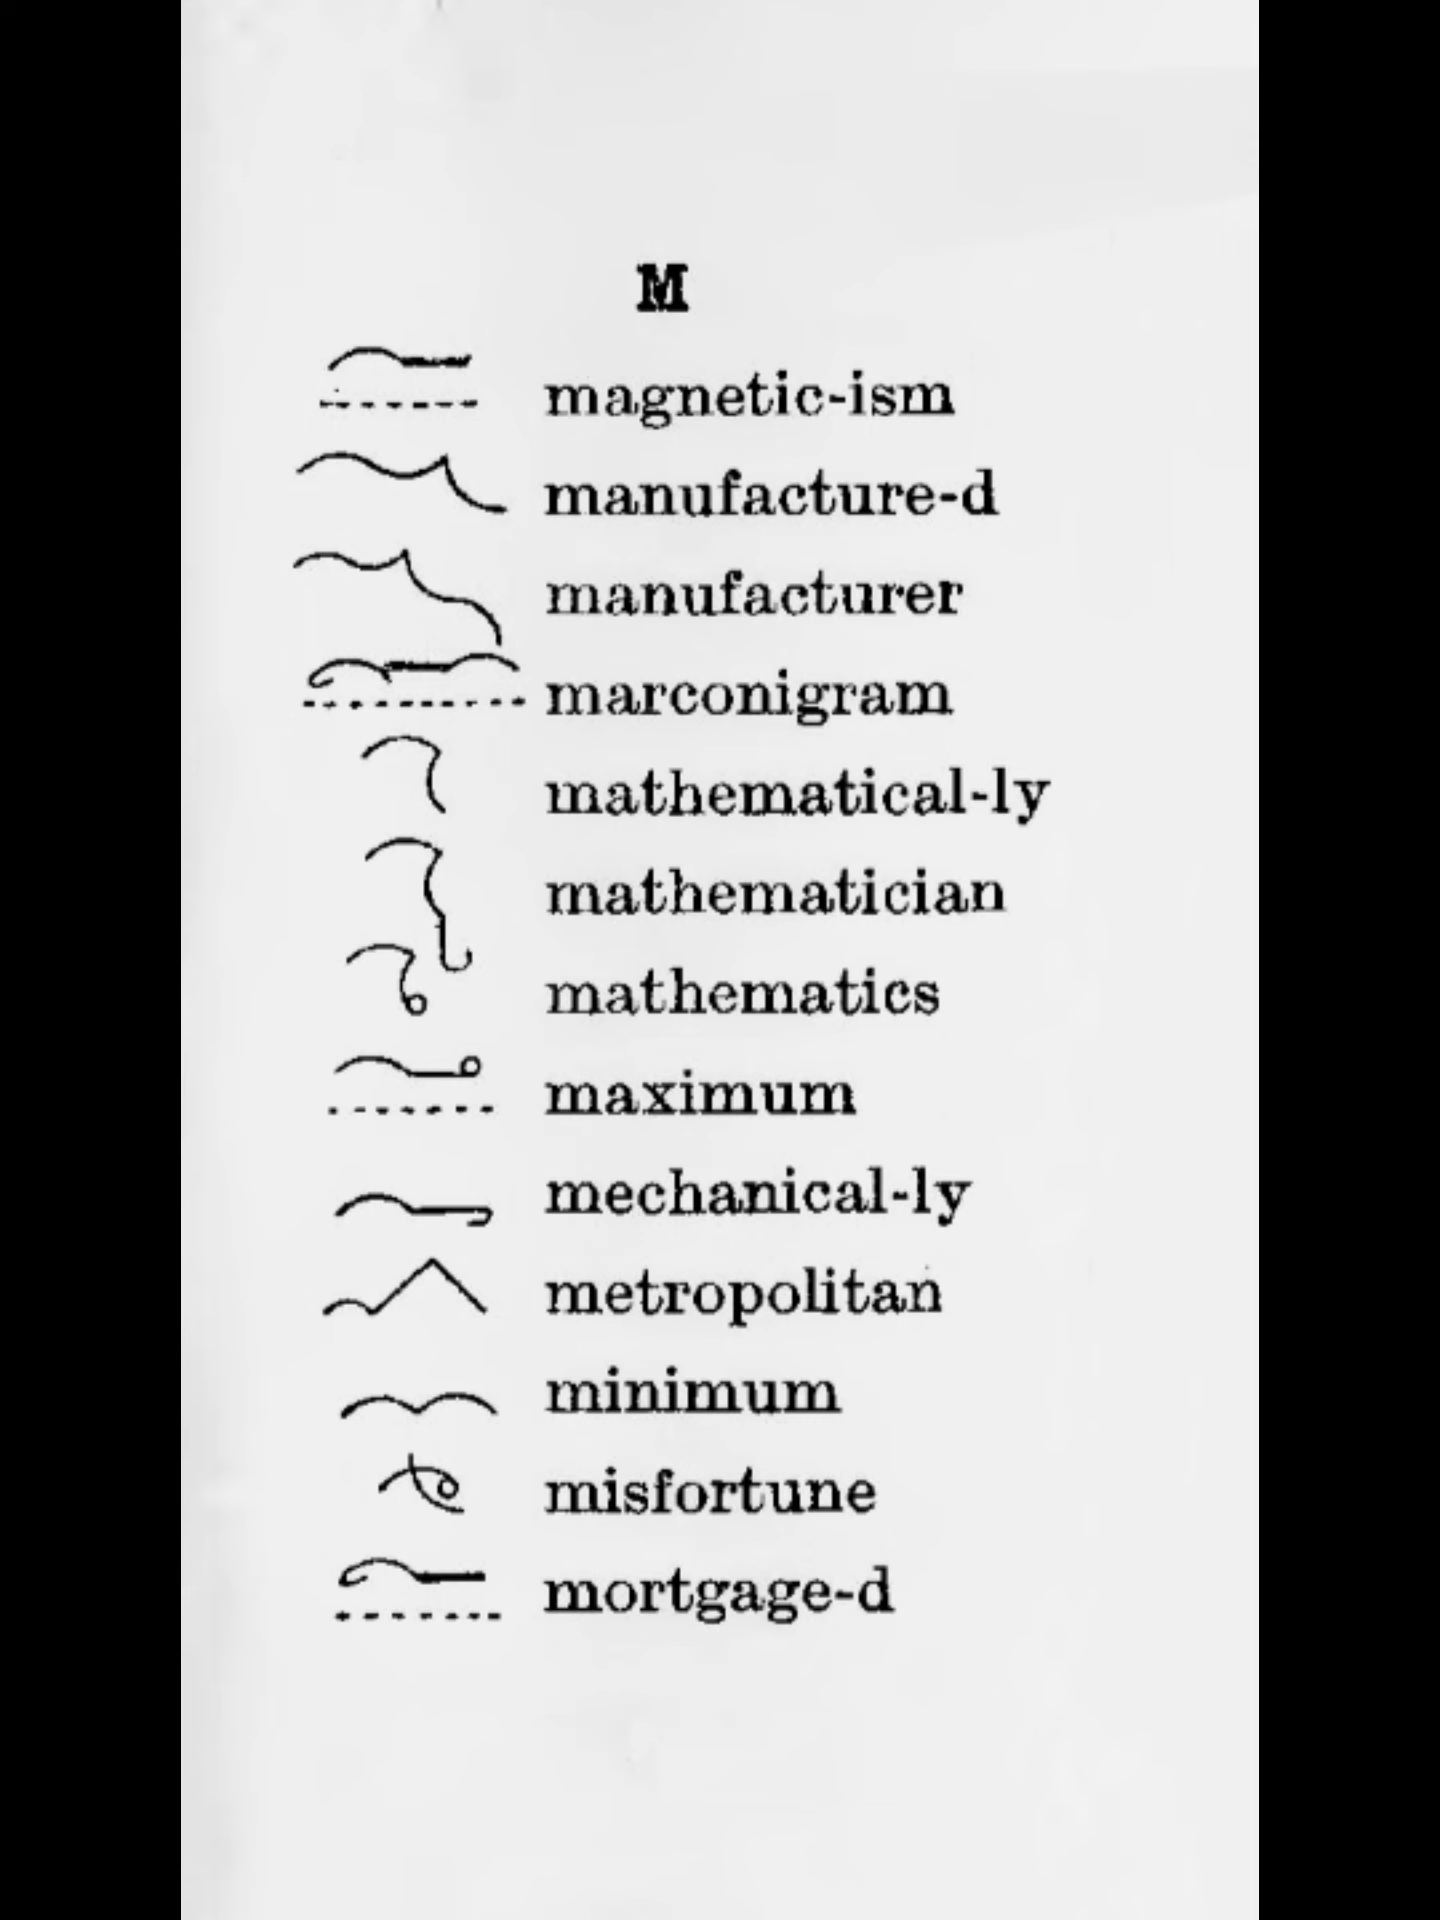 M
magnetic-ism
manufacture-d
manufacturer
marconigram
mathematical-ly
mathematician
mathematics
maximum
mechanical-ly
metropolitan
minimum
misfortune
mortgage-d